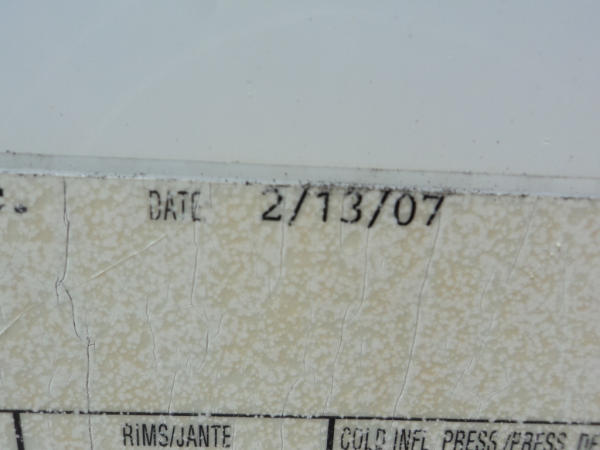 C. DATE 2/13/07
RIMS/JANTE COLD INFL. PRESS/PRESS. DE